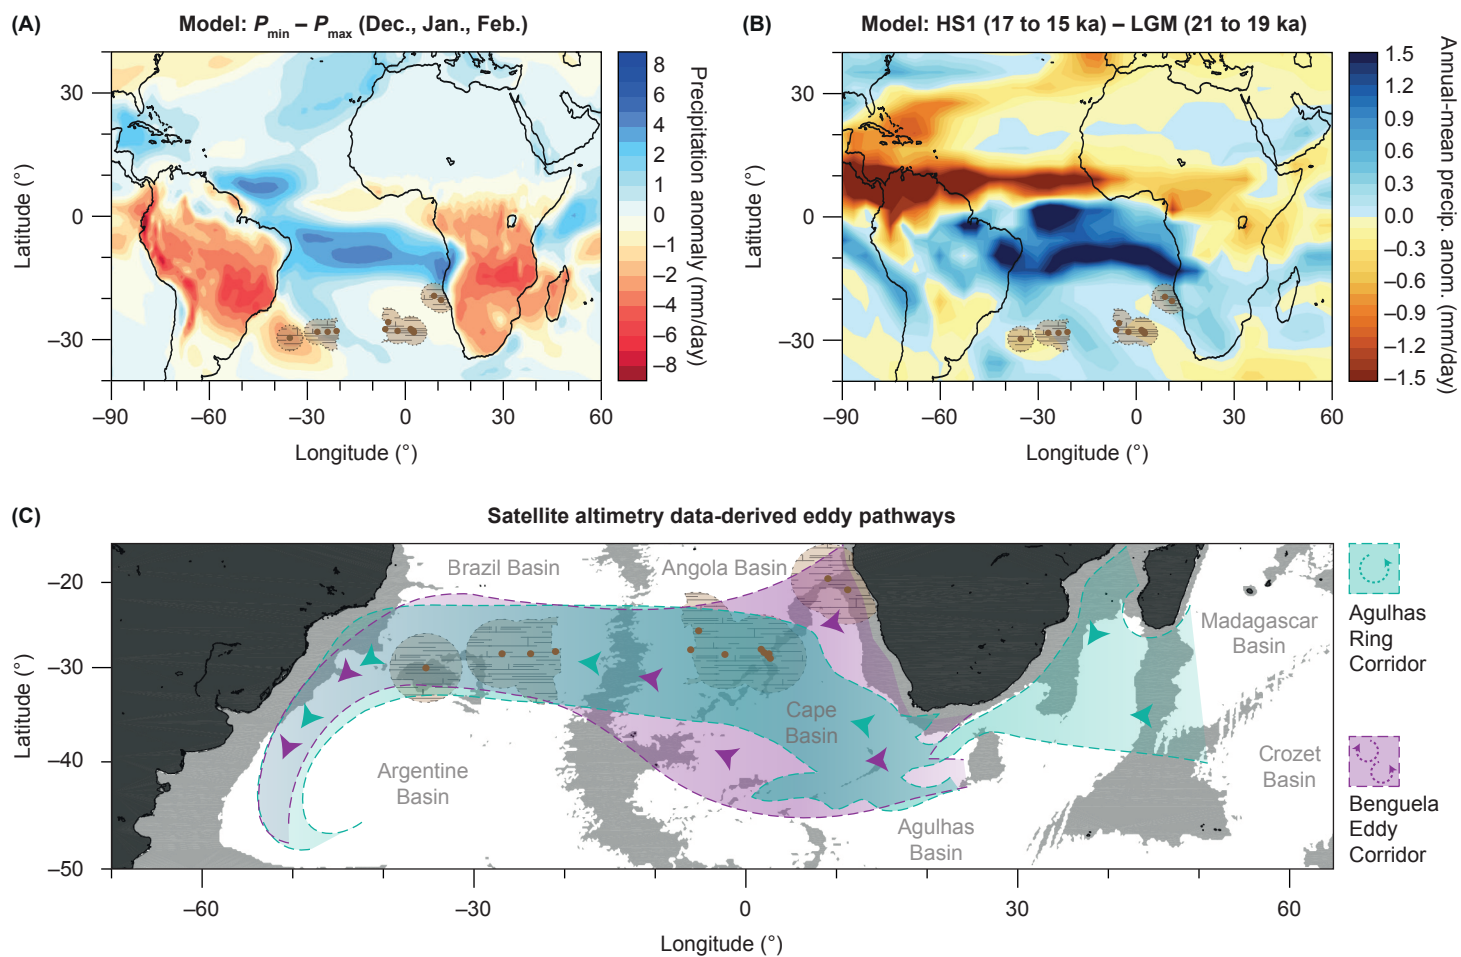 (A)
Model: Pmin – Pmax (Dec., Jan., Feb.)
30
0
–30
Latitude (°)
–90
–60
–30
0
30
60
Longitude (°)
8
6
4
2
0
–1
–4
–6
–8
Precipitation anomaly (mm/day)
(B)
Model: HS1 (17 to 15 ka) – LGM (21 to 19 ka)
30
0
–30
Latitude (°)
–90
–60
–30
0
30
60
Longitude (°)
1.5
0.9
0.6
0.3
0.0
–0.3
–0.6
–0.9
–1.2
–1.5
Annual-mean precip. anom. (mm/day)
(C)
Satellite altimetry data-derived eddy pathways
–20
–30
–40
–50
Latitude (°)
Brazil Basin
Angola Basin
Madagascar
Basin
Cape
Basin
Argentine
Basin
Crozet
Basin
Agulhas
Basin
–60
–30
0
30
60
Longitude (°)
Agulhas
Ring
Corridor
Benguela
Eddy
Corridor